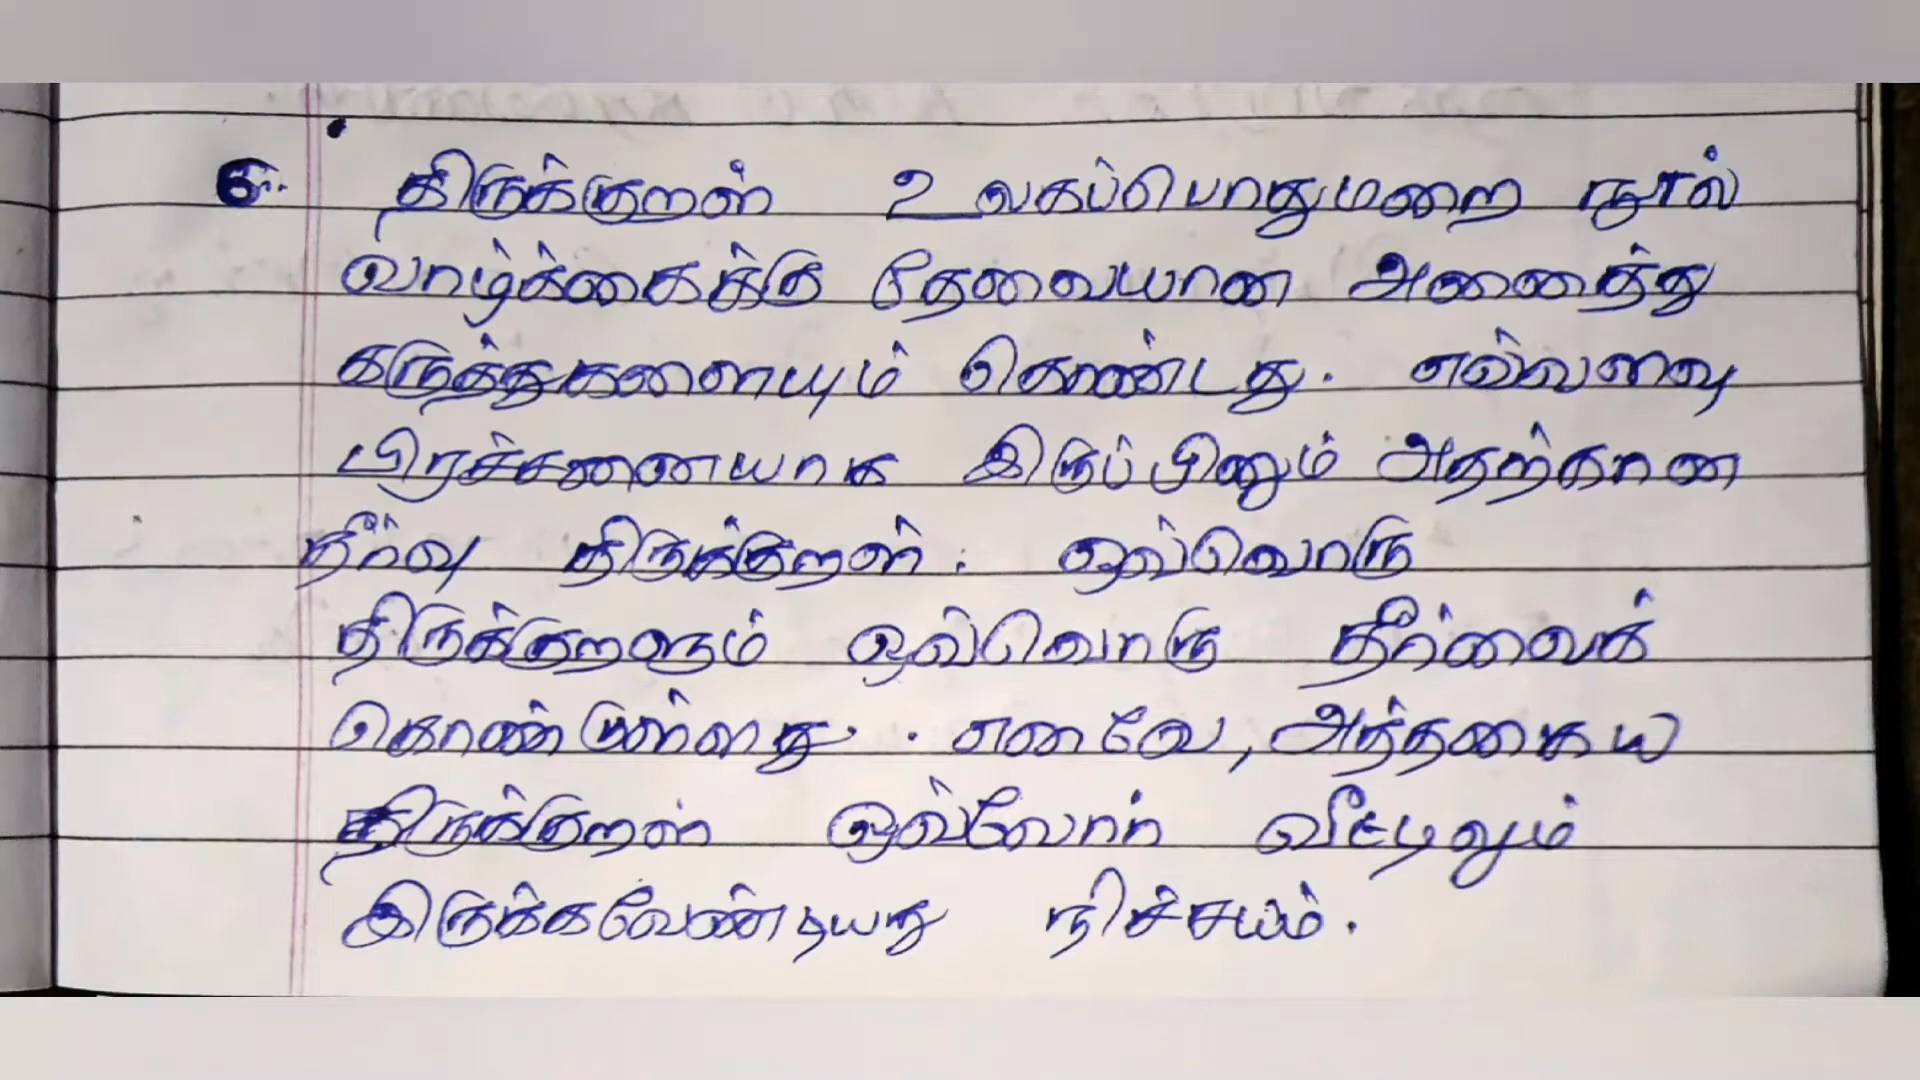 6. திருக்குறள் உலகப்பொதுமறை நூல்
வாழ்க்கைக்கு தேவையான அனைத்து
கருத்துகளையும் கொண்டது. எவ்வளவு
பிரச்சனையாக இருப்பினும் அதற்கான
தீர்வு திருக்குறள். ஒவ்வொரு
திருக்குறளும் ஒவ்வொரு தீர்வைக்
கொண்டுள்ளது. எனவே, அத்தகைய
திருக்குறள் ஒவ்வோர் வீட்டிலும்
இருக்கவேண்டியது நிச்சயம்.